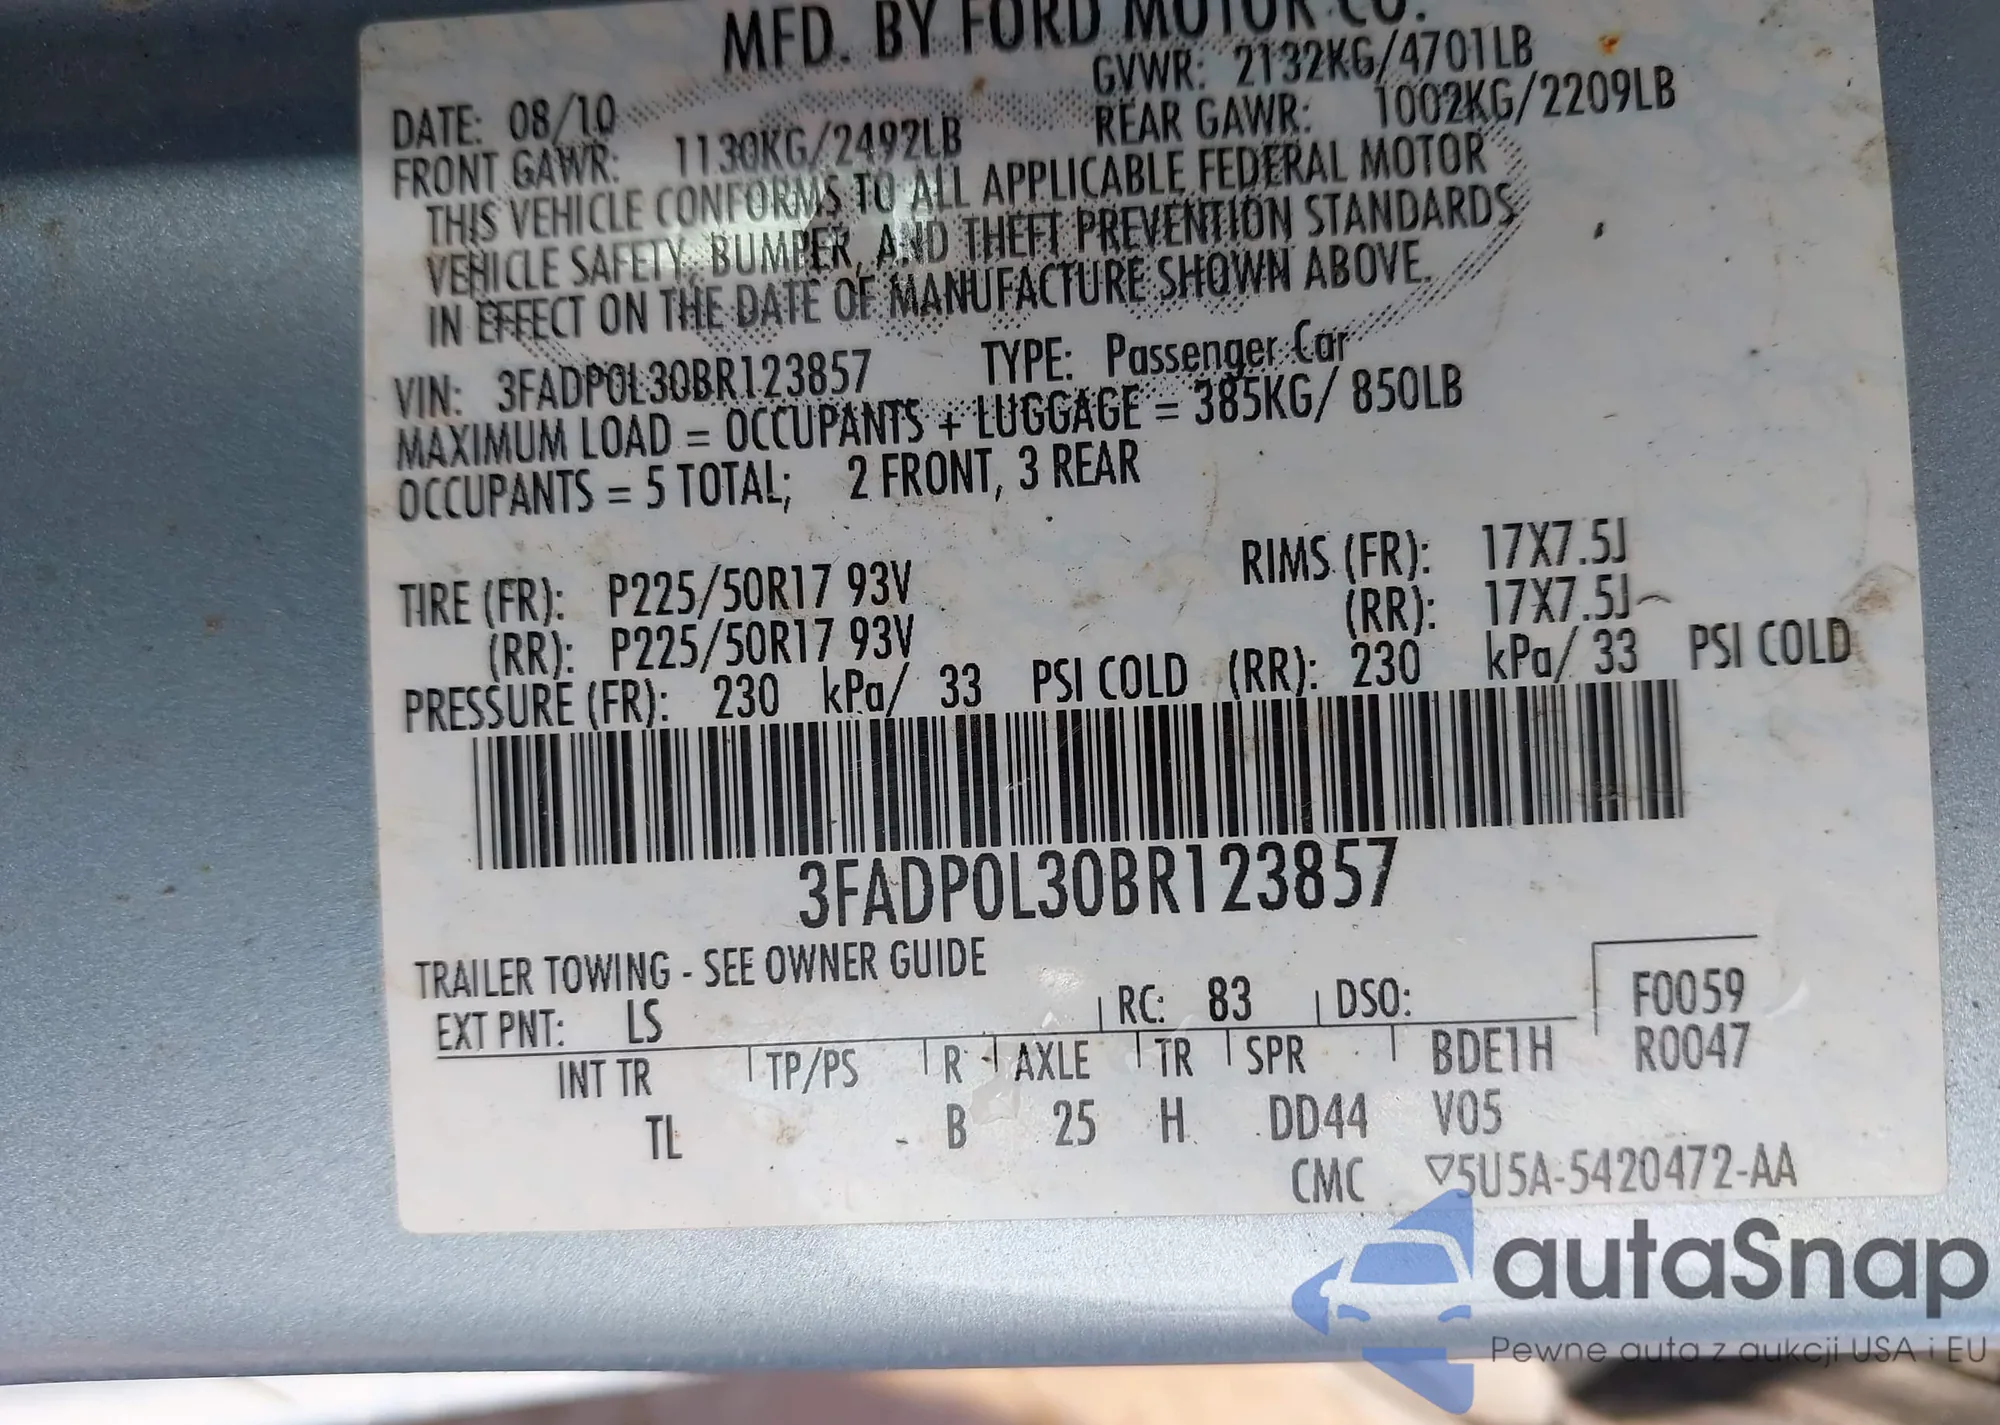 MFD. BY FORD MOTOR CO.
DATE: 08/10 GVWR: 2132KG/4701LB
FRONT GAWR: 1130KG/2492LB REAR GAWR: 1002KG/2209LB
THIS VEHICLE CONFORMS TO ALL APPLICABLE FEDERAL MOTOR
VEHICLE SAFETY, BUMPER, AND THEFT PREVENTION STANDARDS
IN EFFECT ON THE DATE OF MANUFACTURE SHOWN ABOVE.
VIN: 3FADP0L30BR123857 TYPE: Passenger Car
MAXIMUM LOAD = OCCUPANTS + LUGGAGE = 385KG/ 850LB
OCCUPANTS = 5 TOTAL; 2 FRONT, 3 REAR
TIRE (FR): P225/50R17 93V RIMS (FR): 17X7.5J
(RR): P225/50R17 93V (RR): 17X7.5J
PRESSURE (FR): 230 kPa/ 33 PSI COLD (RR): 230 kPa/ 33 PSI COLD
3FADP0L30BR123857
TRAILER TOWING - SEE OWNER GUIDE
EXT PNT: LS RC: 83 DSO: F0059
INT TR TP/PS R AXLE TR SPR BDE1H R0047
TL B 25 H DD44 V05
CMC ▽5U5A-5420472-AA
autaSnap
Pewne auta z aukcji USA i EU